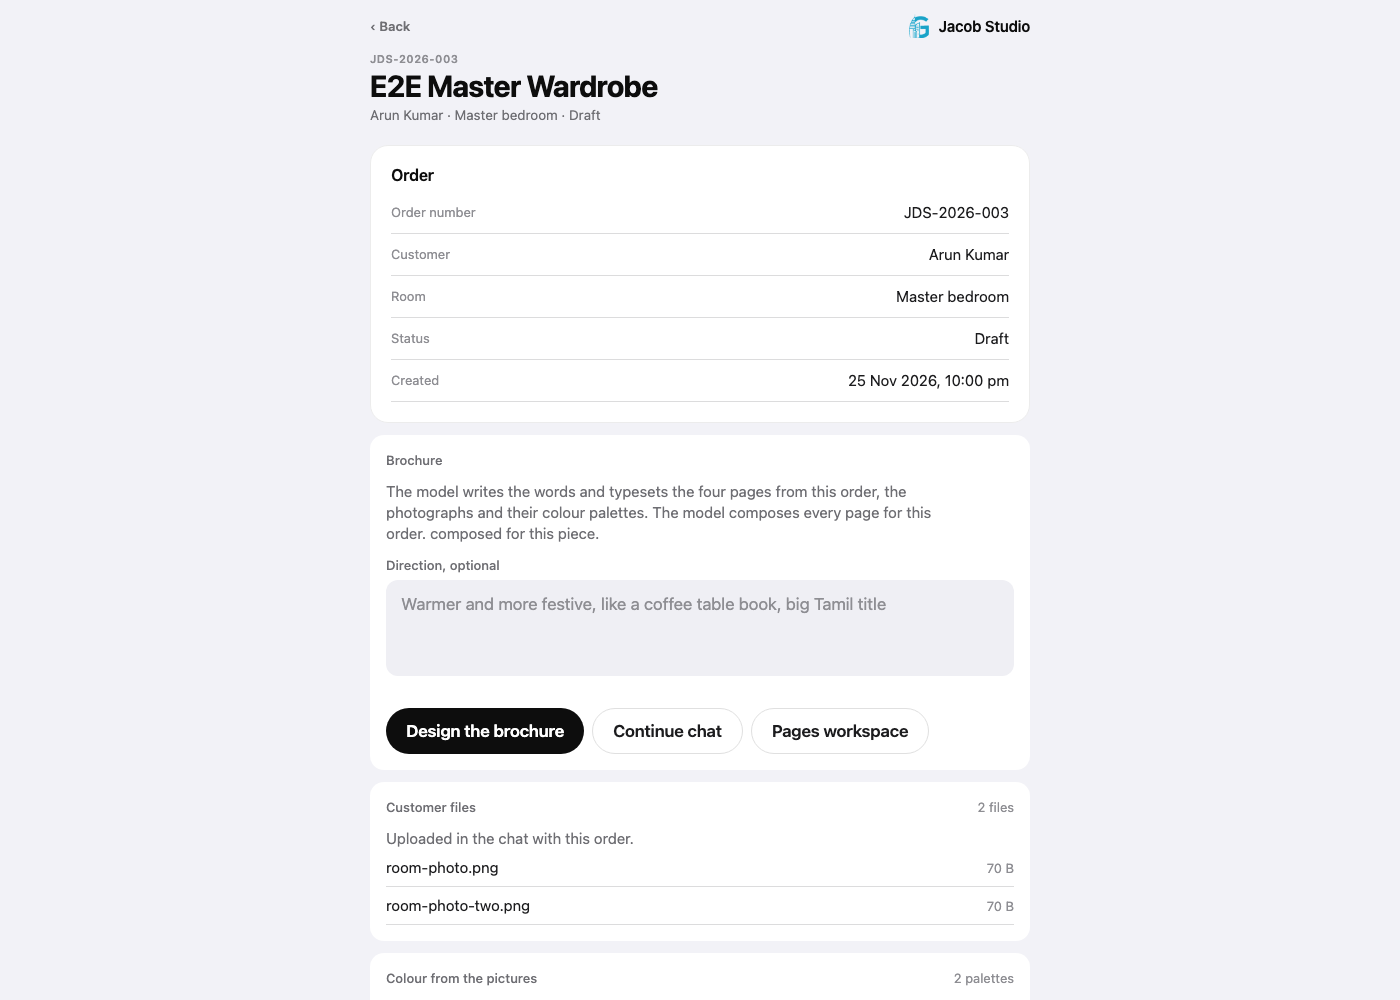 ‹ Back
Jacob Studio
JDS-2026-003
E2E Master Wardrobe
Arun Kumar · Master bedroom · Draft
Order
Order number JDS-2026-003
Customer Arun Kumar
Room Master bedroom
Status Draft
Created 25 Nov 2026, 10:00 pm
Brochure
The model writes the words and typesets the four pages from this order, the
photographs and their colour palettes. The model composes every page for this
order. composed for this piece.
Direction, optional
Warmer and more festive, like a coffee table book, big Tamil title
Design the brochure Continue chat Pages workspace
Customer files 2 files
Uploaded in the chat with this order.
room-photo.png 70 B
room-photo-two.png 70 B
Colour from the pictures 2 palettes